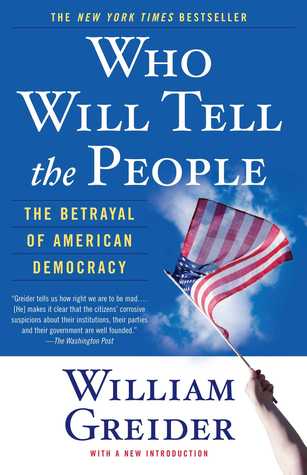 THE NEW YORK TIMES BESTSELLER
WHO
WILL TELL
the PEOPLE
THE BETRAYAL
OF AMERICAN
DEMOCRACY
"Greider tells us how right we are to be mad....
[He] makes it clear that the citizens' corrosive
suspicions about their institutions, their parties
and their government are well founded."
—The Washington Post
WILLIAM
GREIDER
WITH A NEW INTRODUCTION